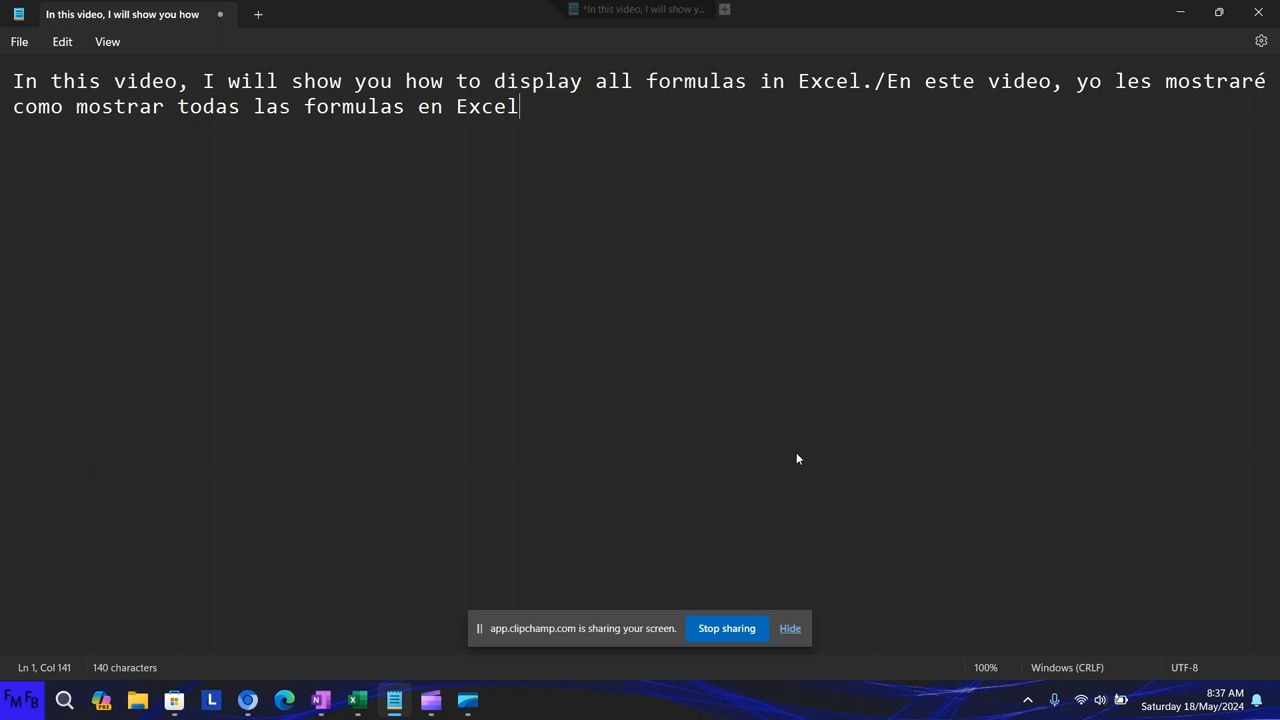 In this video, I will show you how
*In this video, I will show y...
File Edit View
In this video, I will show you how to display all formulas in Excel./En este video, yo les mostraré
como mostrar todas las formulas en Excel
app.clipchamp.com is sharing your screen. Stop sharing Hide
Ln 1, Col 141 140 characters 100% Windows (CRLF) UTF-8
FM FB
PRE
L
N
X
8:37 AM
Saturday 18/May/2024